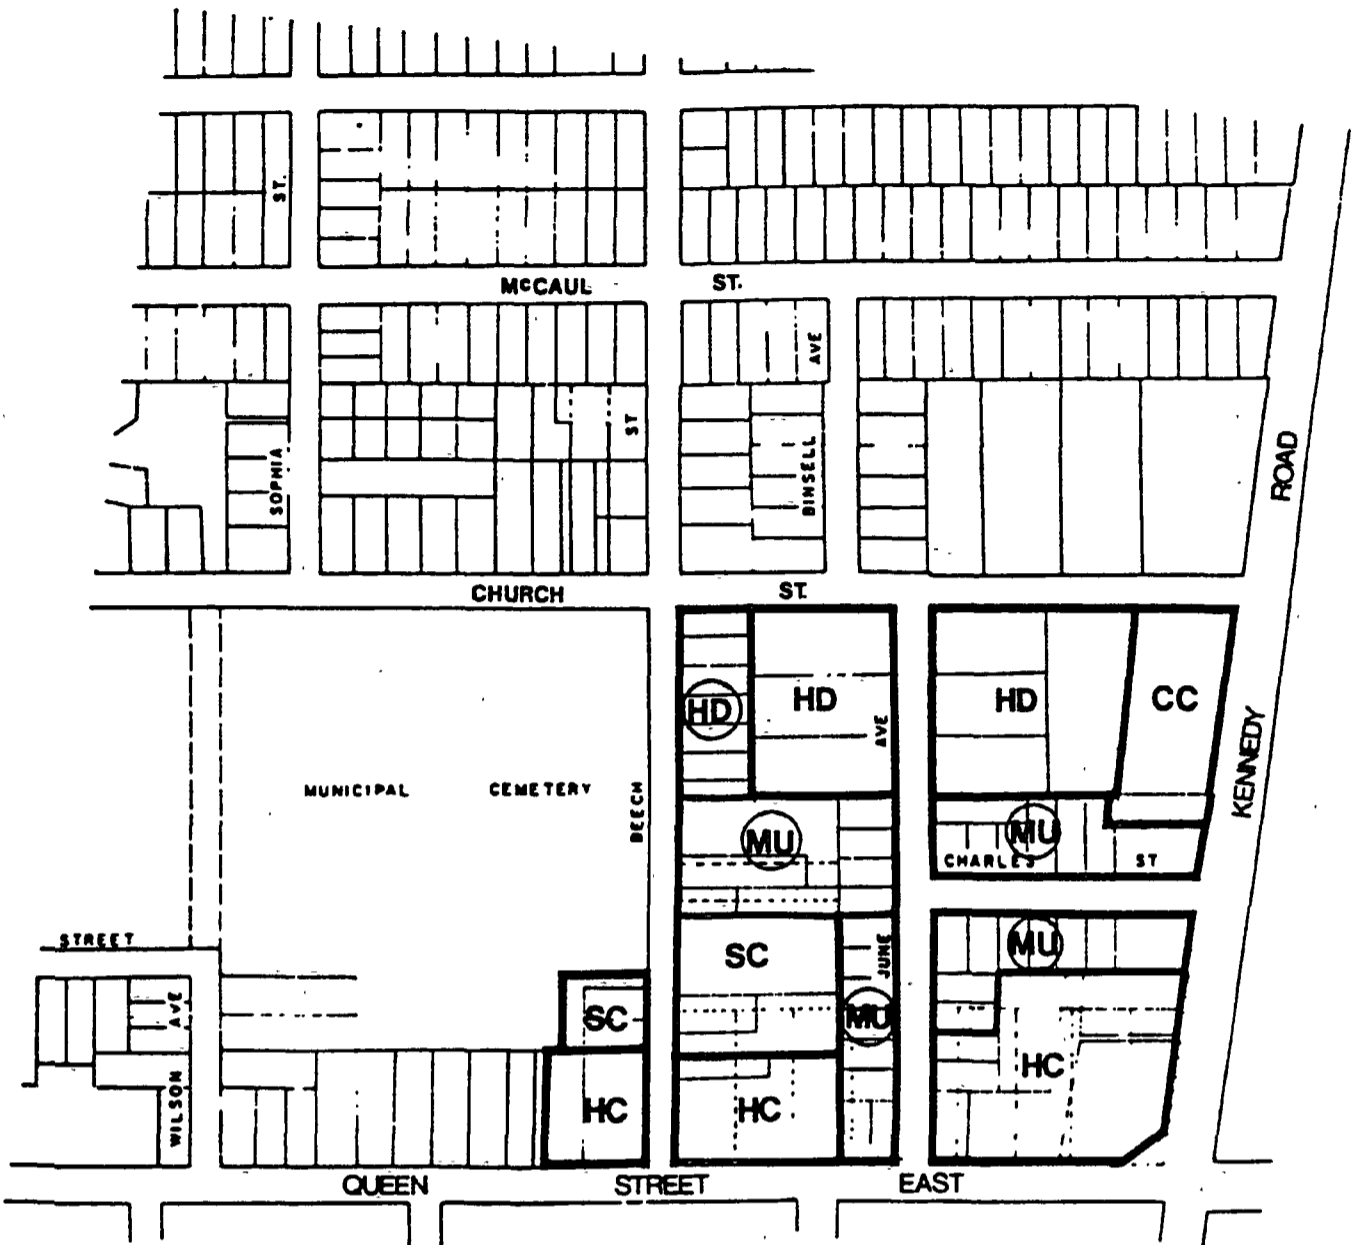 ST.
McCAUL ST.
AVE
ST
SOPHIA
BINSELL
ROAD
CHURCH ST.
HD
HD
HD
CC
AVE
KENNEDY
MUNICIPAL CEMETERY
BEECH
MU
MU
CHARLES ST
STREET
SC
JUNE
MU
AVE
SC
MU
WILSON
HC
HC
HC
QUEEN STREET EAST